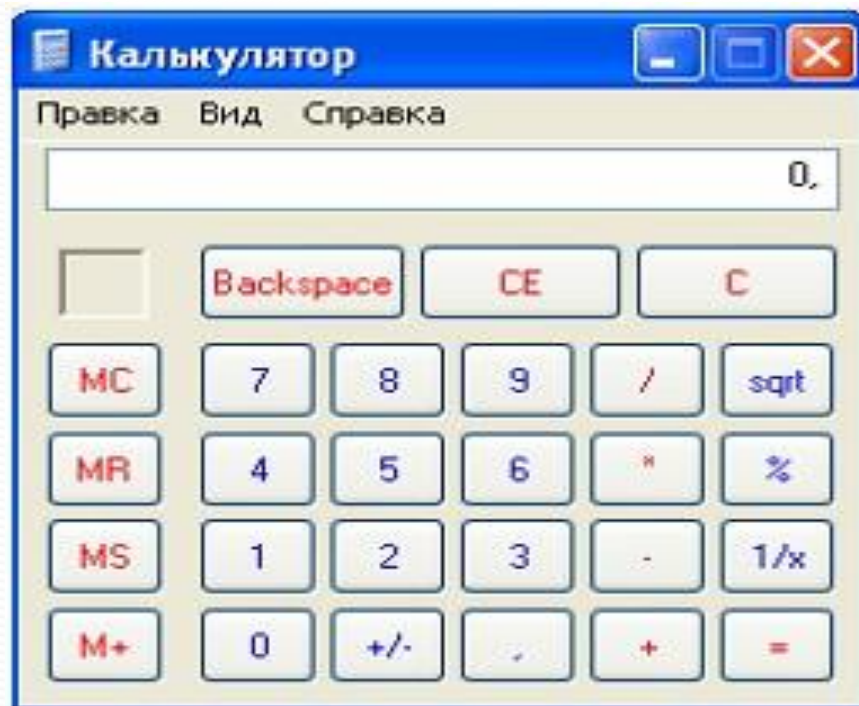 Калькулятор
Правка Вид Справка
0,
Backspace CE C
MC 7 8 9 / sqrt
MR 4 5 6 * %
MS 1 2 3 - 1/x
M+ 0 +/- , + =